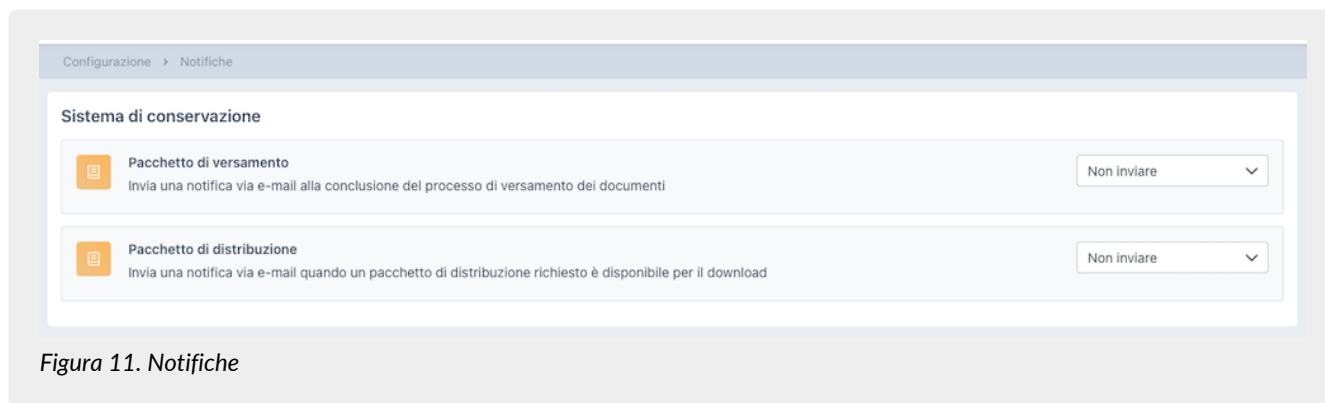 Configurazione > Notifiche
Sistema di conservazione
Pacchetto di versamento
Invia una notifica via e-mail alla conclusione del processo di versamento dei documenti
Non inviare
Pacchetto di distribuzione
Invia una notifica via e-mail quando un pacchetto di distribuzione richiesto è disponibile per il download
Non inviare
Figura 11. Notifiche